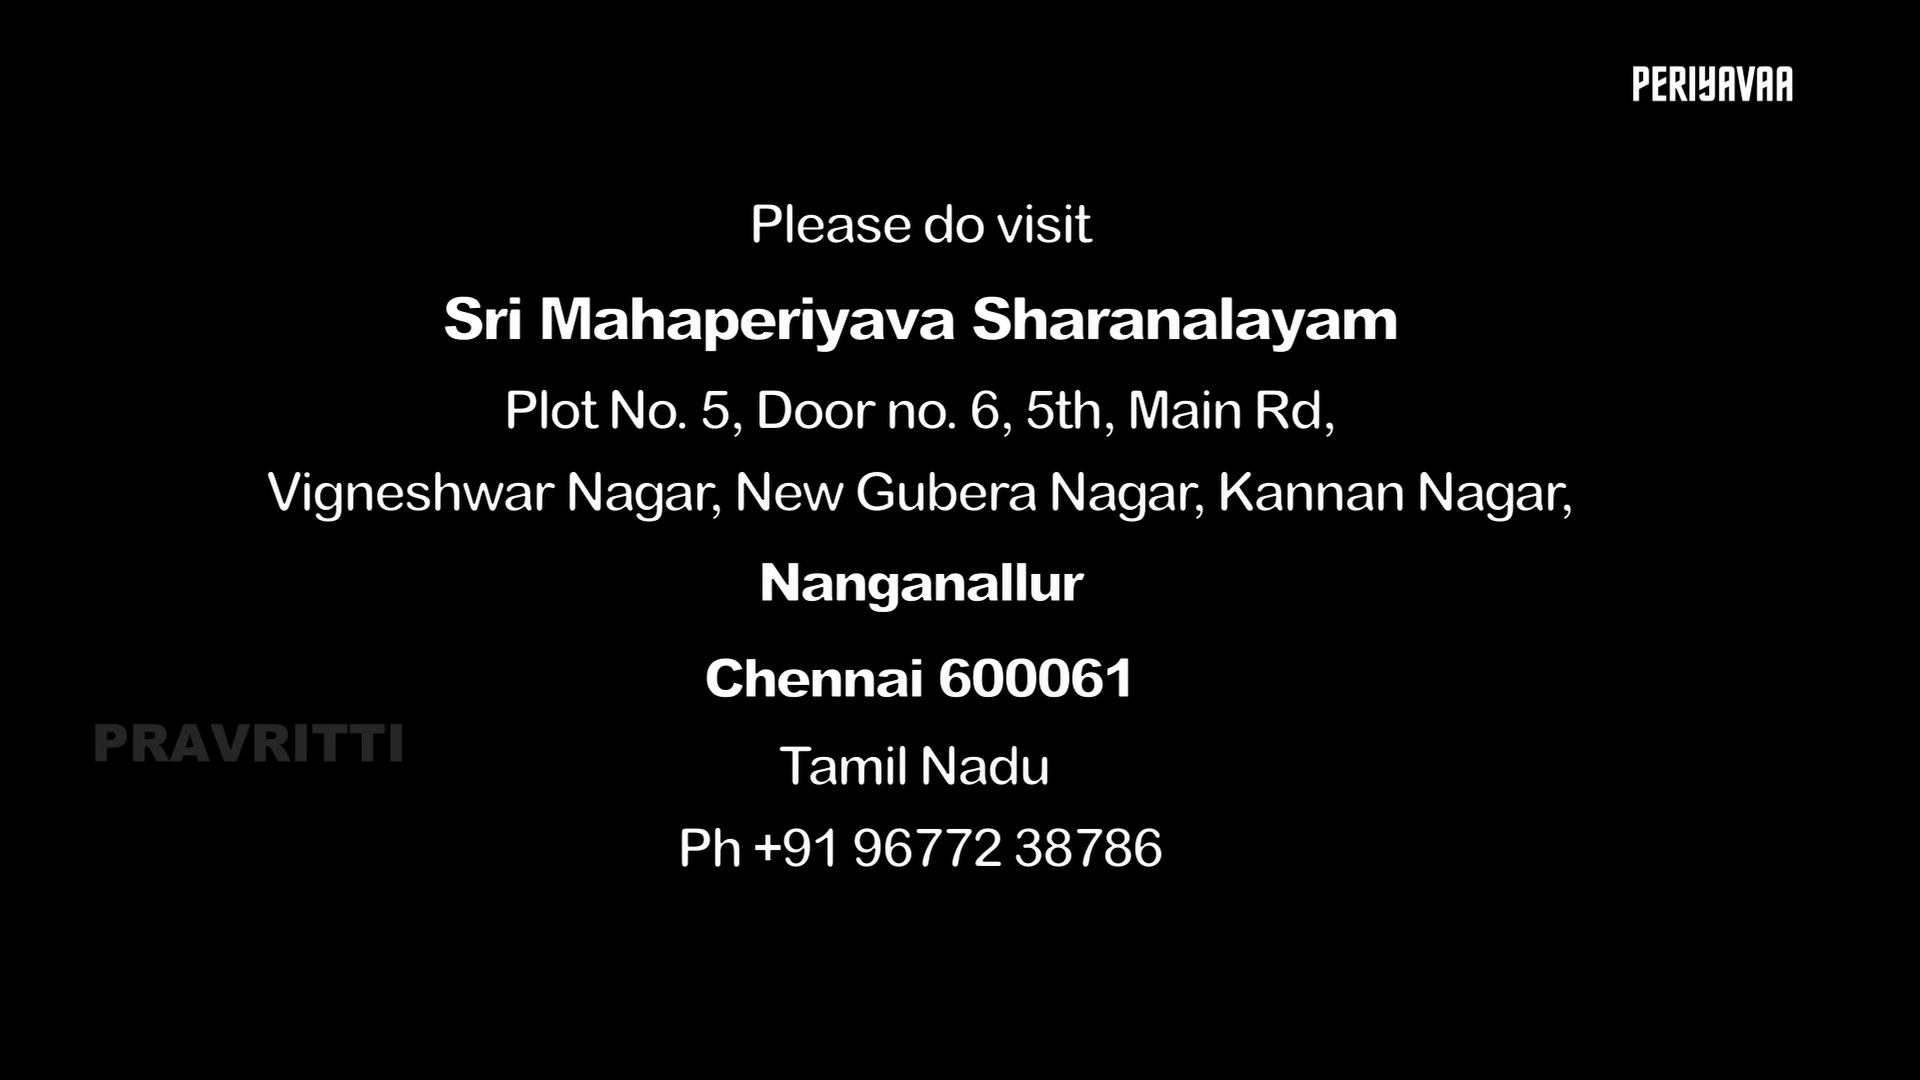 PERIYAVAA
Please do visit
Sri Mahaperiyava Sharanalayam
Plot No. 5, Door no. 6, 5th, Main Rd,
Vigneshwar Nagar, New Gubera Nagar, Kannan Nagar,
Nanganallur
Chennai 600061
PRAVRITTI
Tamil Nadu
Ph +91 96772 38786